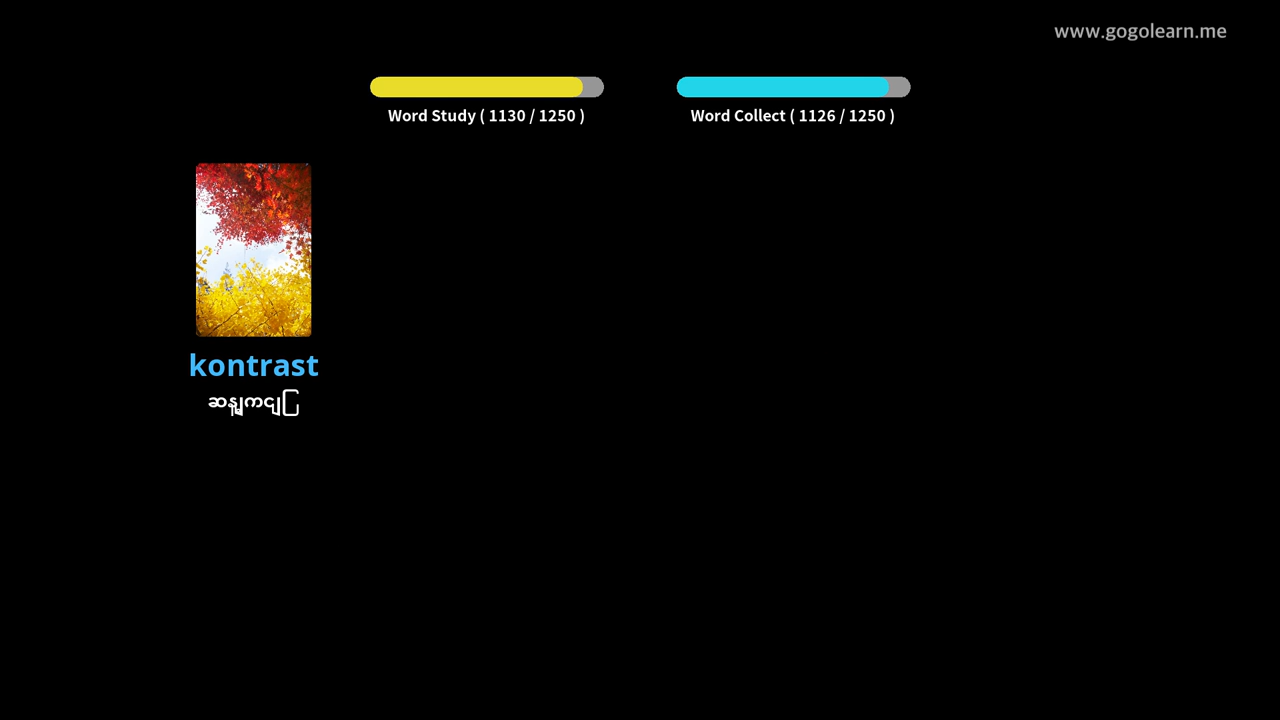 www.gogolearn.me
Word Study ( 1130 / 1250 )
Word Collect ( 1126 / 1250 )
kontrast
ဆန့္က်င္ျ